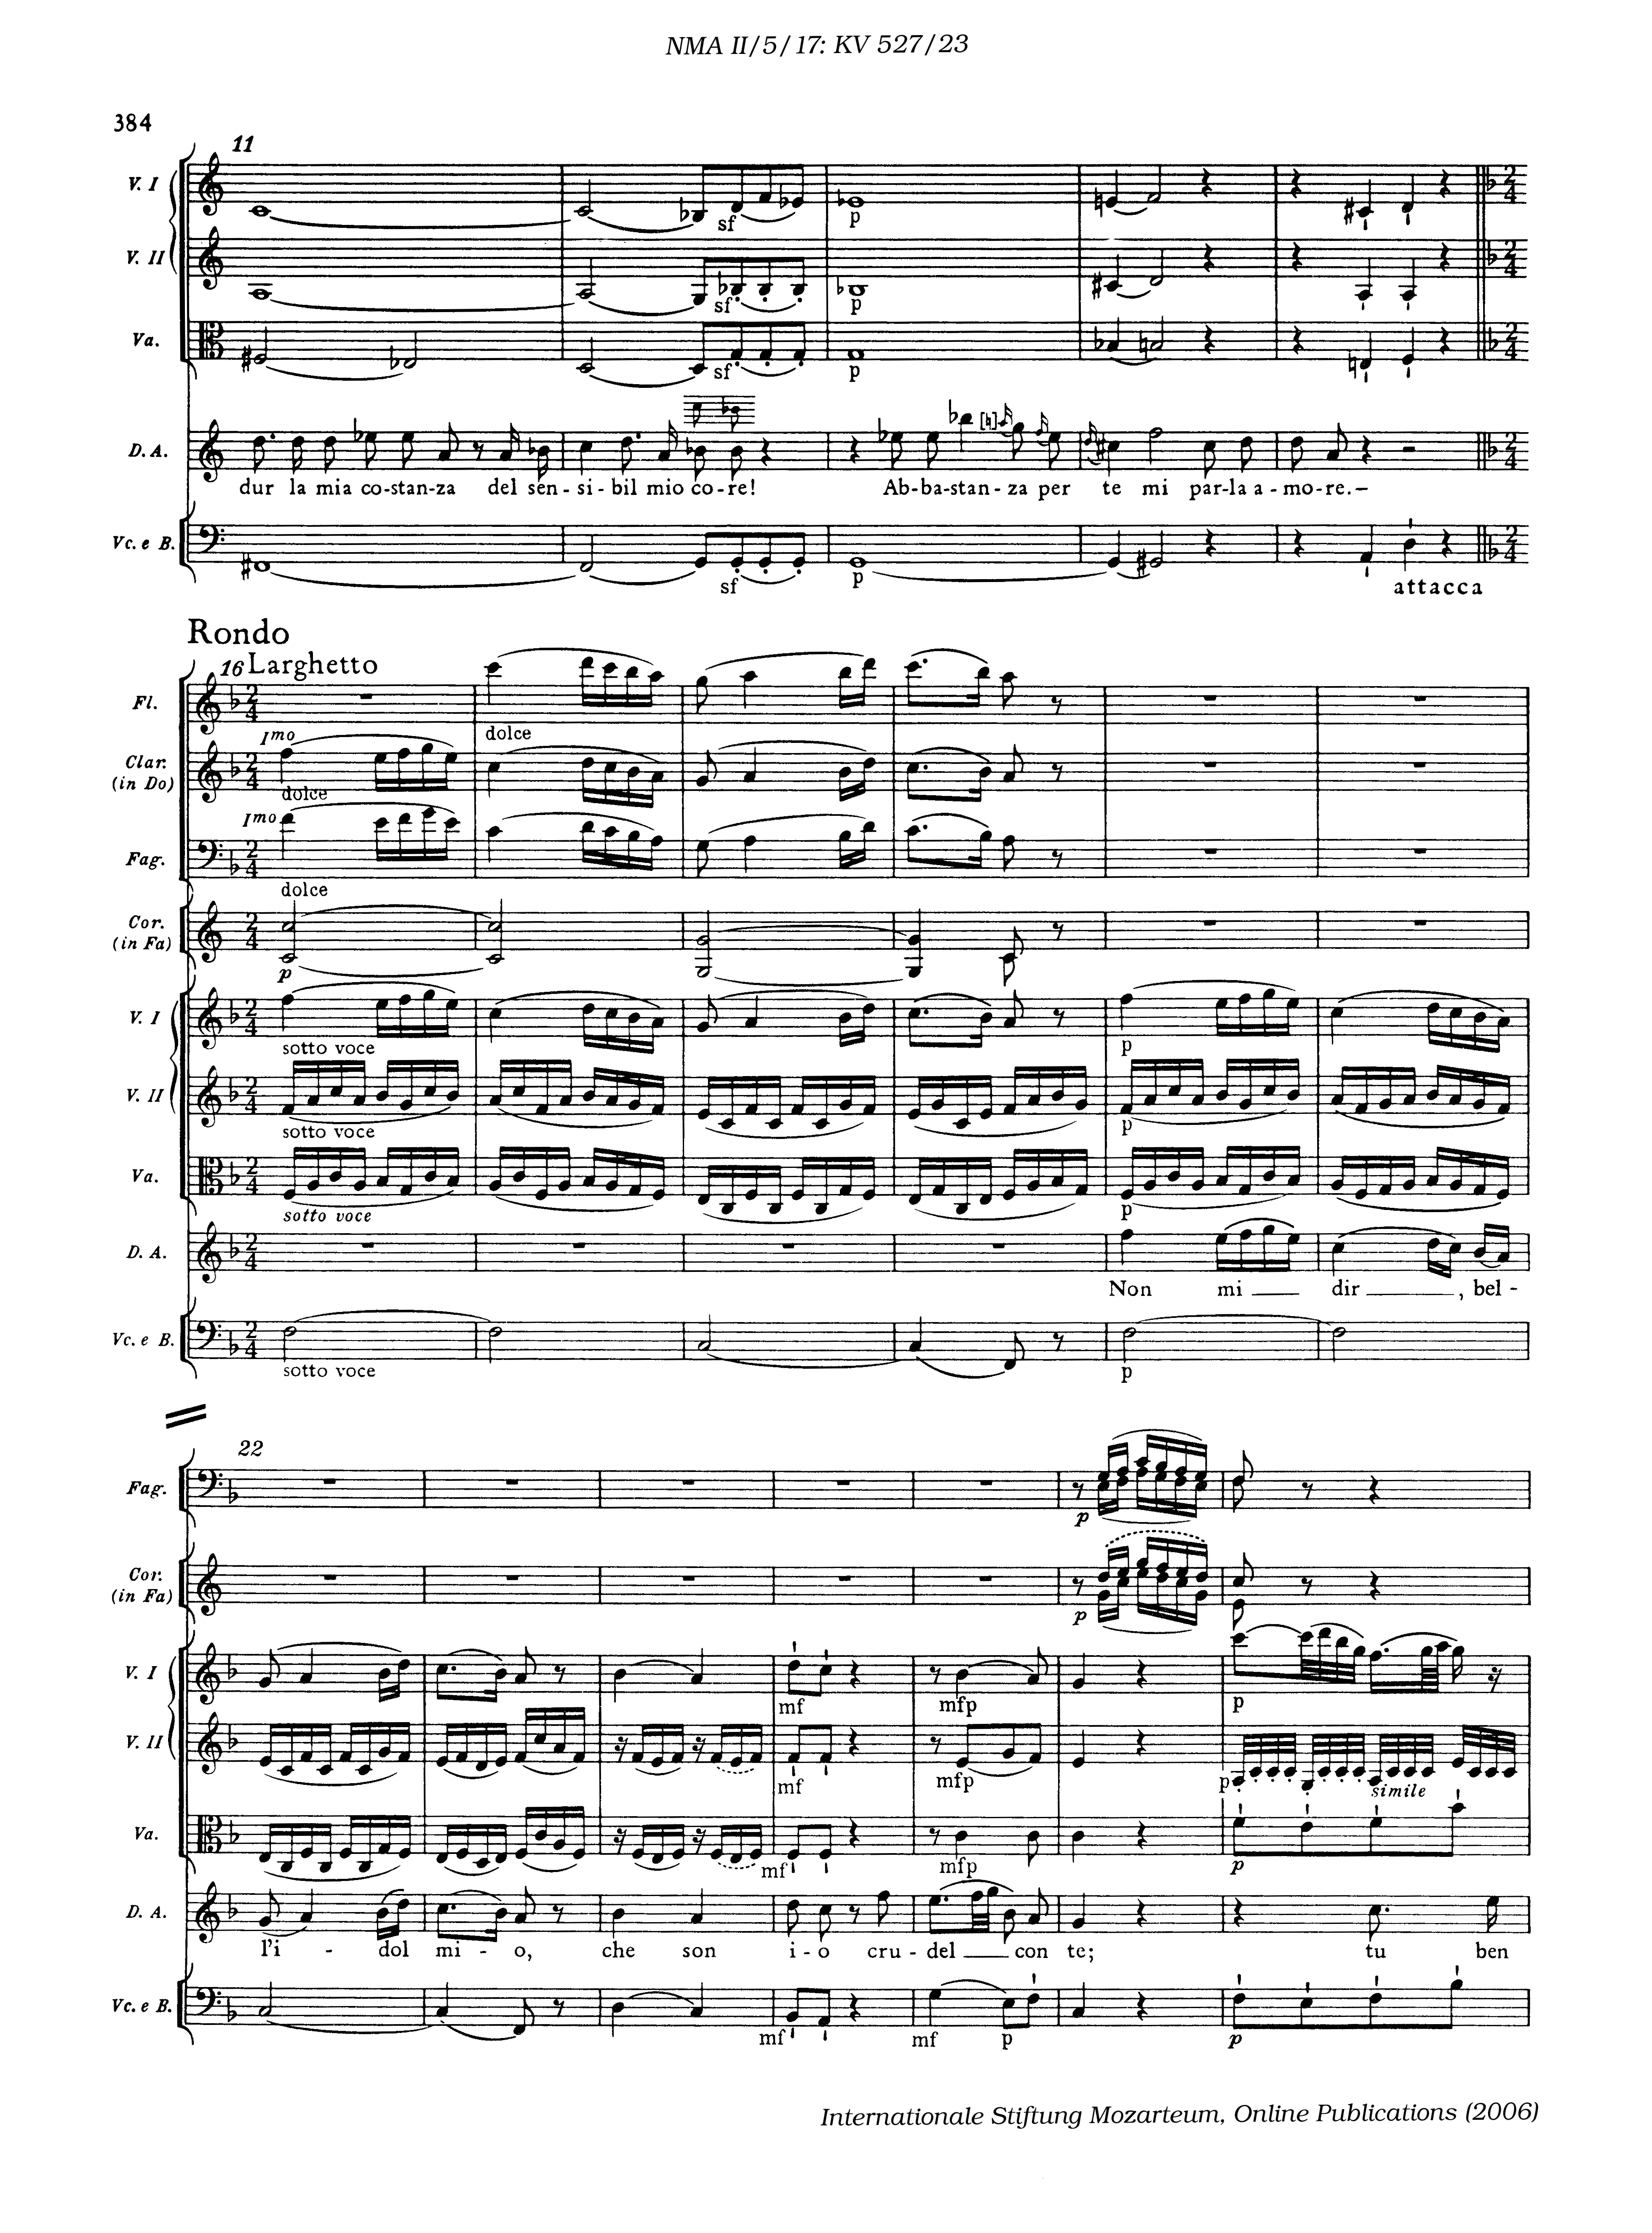 NMA II/5/17: KV 527/23
384
11
V. I
sf
p
V. II
sf
p
Va.
sf
p
D. A.
dur la mia co-stan-za del sen-si-bil mio co-re! Ab-ba-stan-za per te mi par-la a-mo-re.–
Vc. e B.
sf
p
attacca
Rondo
16 Larghetto
Fl.
dolce
Imo
Clar.
(in Do)
dolce
Imo
Fag.
dolce
Cor.
(in Fa)
p
V. I
sotto voce
p
V. II
sotto voce
p
Va.
sotto voce
p
D. A.
Non mi dir, bel-
Vc. e B.
sotto voce
p
22
Fag.
p
Cor.
(in Fa)
p
V. I
mf
mfp
p
V. II
mf
mfp
p
simile
Va.
mf
mfp
p
D. A.
l'i - dol mi - o, che son i - o cru - del con te; tu ben
Vc. e B.
mf
mf
p
p
Internationale Stiftung Mozarteum, Online Publications (2006)